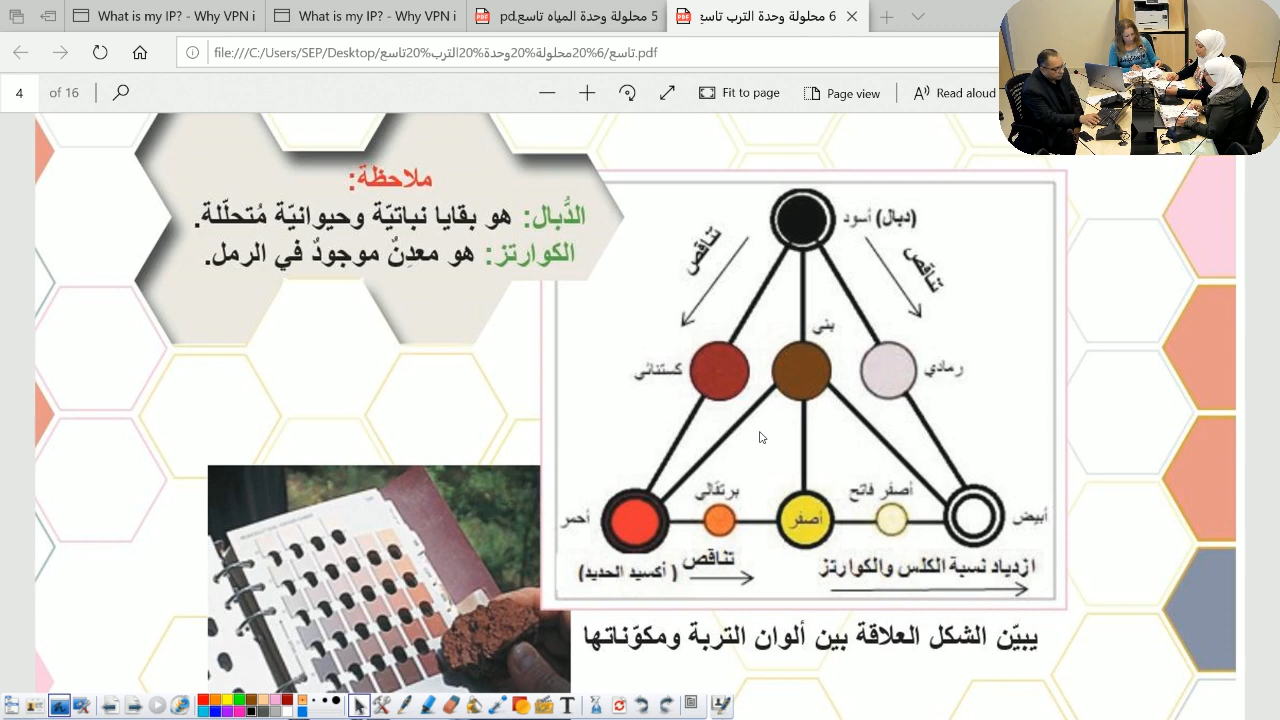 What is my IP? - Why VPN i
What is my IP? - Why VPN i
5 محلولة وحدة المياه تاسع.pd
6 محلولة وحدة الترب تاسع
file:///C:/Users/SEP/Desktop/تاسع/6%20محلولة%20وحدة%20الترب%20تاسع.pdf
4 of 16
Fit to page
Page view
Read aloud
ملاحظة:
الدُّبال: هو بقايا نباتيّة وحيوانيّة مُتحلّلة.
الكوارتز: هو معدِنٌ موجودٌ في الرمل.
(دبال) أسود
تناقص
تناقص
بني
كستنائي
رمادي
برتقالي
أصفر فاتح
أحمر
أصفر
أبيض
تناقص
ازدياد نسبة الكلس والكوارتز
(أكسيد الحديد)
يبيّن الشكل العلاقة بين ألوان التربة ومكوّناتها